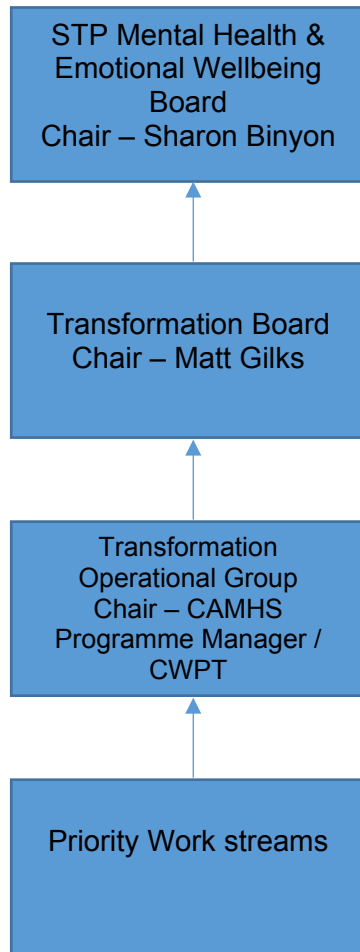 STP Mental Health &
Emotional Wellbeing
Board
Chair – Sharon Binyon
Transformation Board
Chair – Matt Gilks
Transformation
Operational Group
Chair – CAMHS
Programme Manager /
CWPT
Priority Work streams